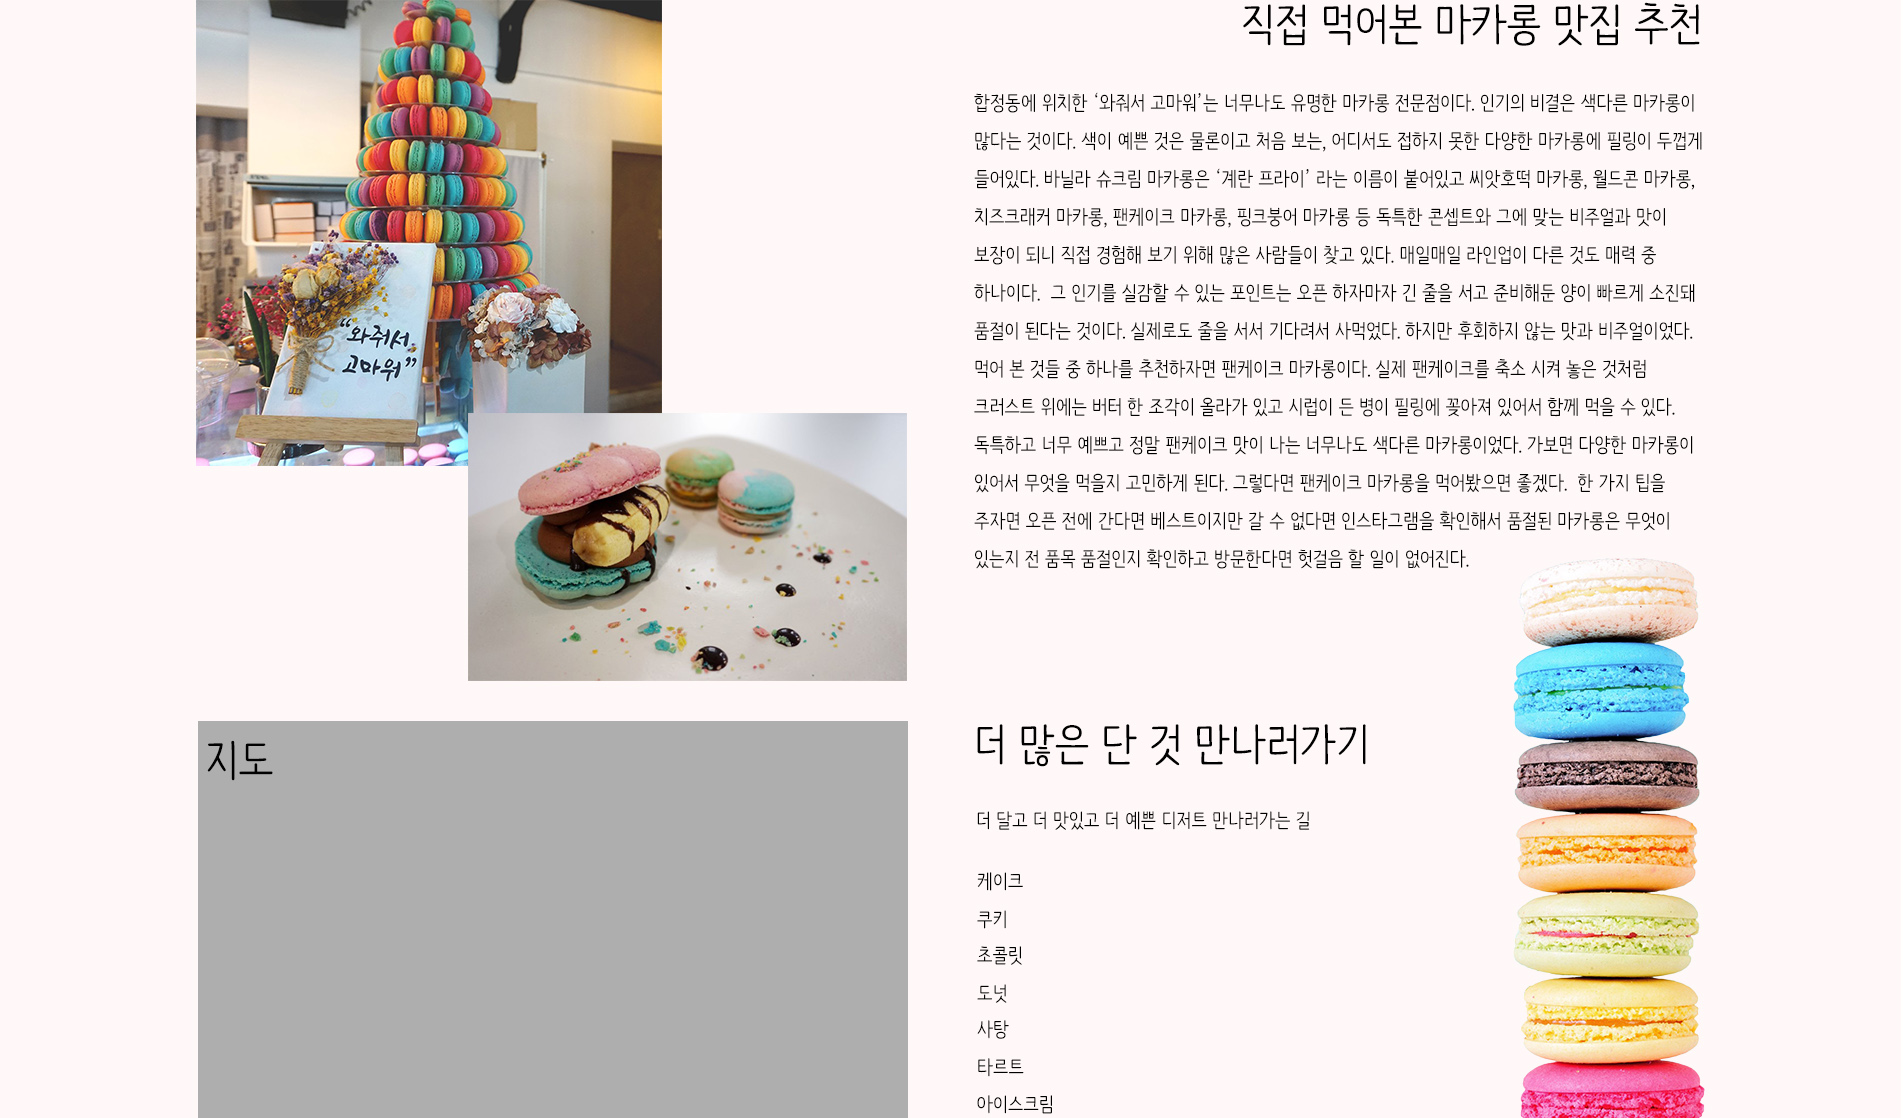 직접 먹어본 마카롱 맛집 추천
합정동에 위치한 ‘와줘서 고마워’는 너무나도 유명한 마카롱 전문점이다. 인기의 비결은 색다른 마카롱이
많다는 것이다. 색이 예쁜 것은 물론이고 처음 보는, 어디서도 접하지 못한 다양한 마카롱에 필링이 두껍게
들어있다. 바닐라 슈크림 마카롱은 ‘계란 프라이’ 라는 이름이 붙어있고 씨앗호떡 마카롱, 월드콘 마카롱,
치즈크래커 마카롱, 팬케이크 마카롱, 핑크붕어 마카롱 등 독특한 콘셉트와 그에 맞는 비주얼과 맛이
보장이 되니 직접 경험해 보기 위해 많은 사람들이 찾고 있다. 매일매일 라인업이 다른 것도 매력 중
하나이다.  그 인기를 실감할 수 있는 포인트는 오픈 하자마자 긴 줄을 서고 준비해둔 양이 빠르게 소진돼
품절이 된다는 것이다. 실제로도 줄을 서서 기다려서 사먹었다. 하지만 후회하지 않는 맛과 비주얼이었다.
먹어 본 것들 중 하나를 추천하자면 팬케이크 마카롱이다. 실제 팬케이크를 축소 시켜 놓은 것처럼
크러스트 위에는 버터 한 조각이 올라가 있고 시럽이 든 병이 필링에 꽂아져 있어서 함께 먹을 수 있다.
독특하고 너무 예쁘고 정말 팬케이크 맛이 나는 너무나도 색다른 마카롱이었다. 가보면 다양한 마카롱이
있어서 무엇을 먹을지 고민하게 된다. 그렇다면 팬케이크 마카롱을 먹어봤으면 좋겠다.  한 가지 팁을
주자면 오픈 전에 간다면 베스트이지만 갈 수 없다면 인스타그램을 확인해서 품절된 마카롱은 무엇이
있는지 전 품목 품절인지 확인하고 방문한다면 헛걸음 할 일이 없어진다.
“와줘서
고마워”
지도
더 많은 단 것 만나러가기
더 달고 더 맛있고 더 예쁜 디저트 만나러가는 길
케이크
쿠키
초콜릿
도넛
사탕
타르트
아이스크림